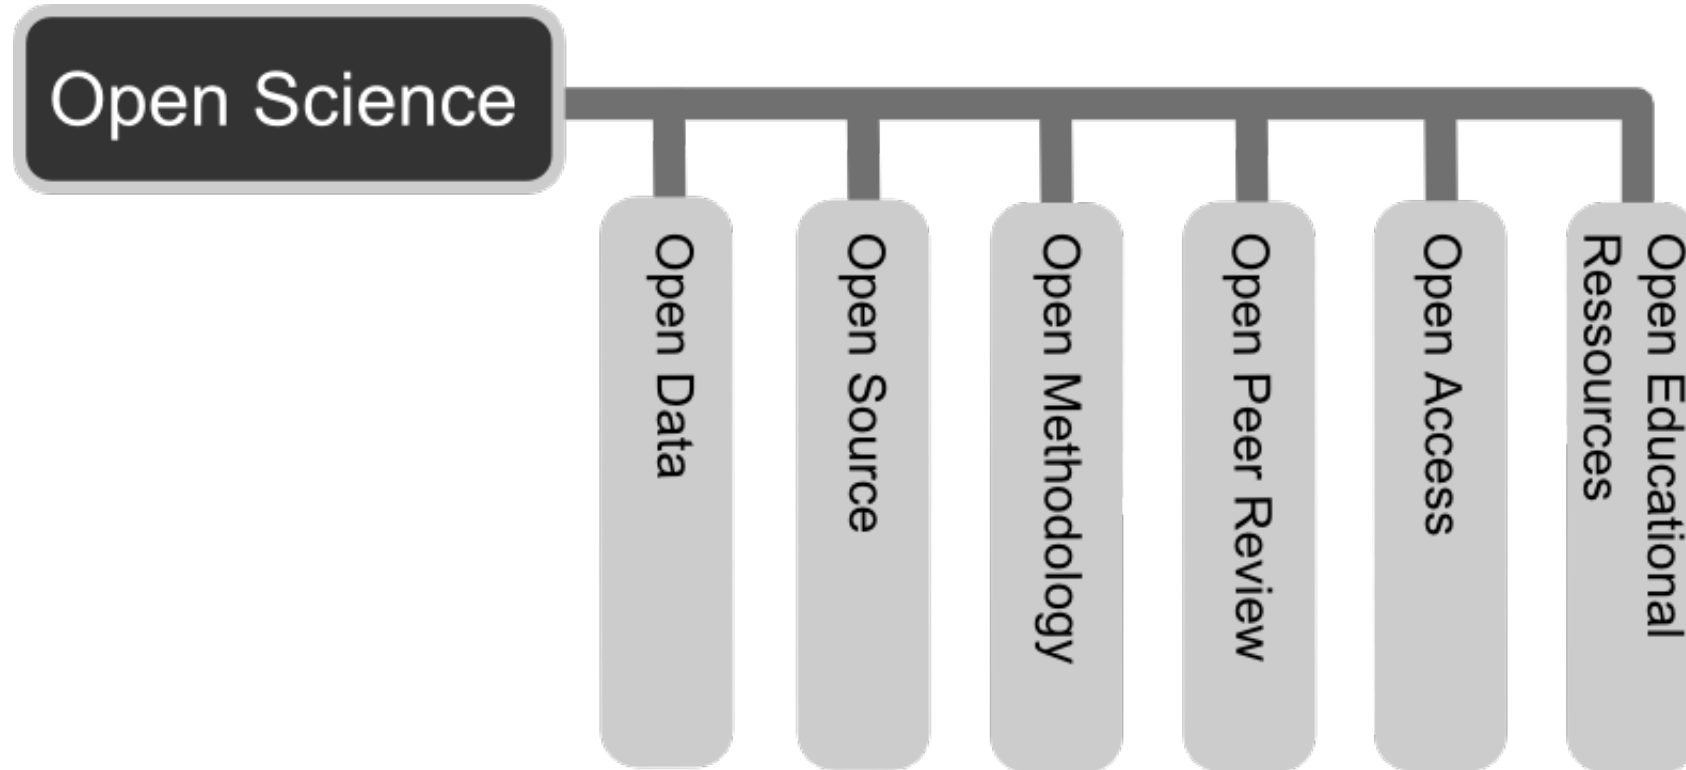 Open Science
Open Data
Open Source
Open Methodology
Open Peer Review
Open Access
Open Educational
Ressources